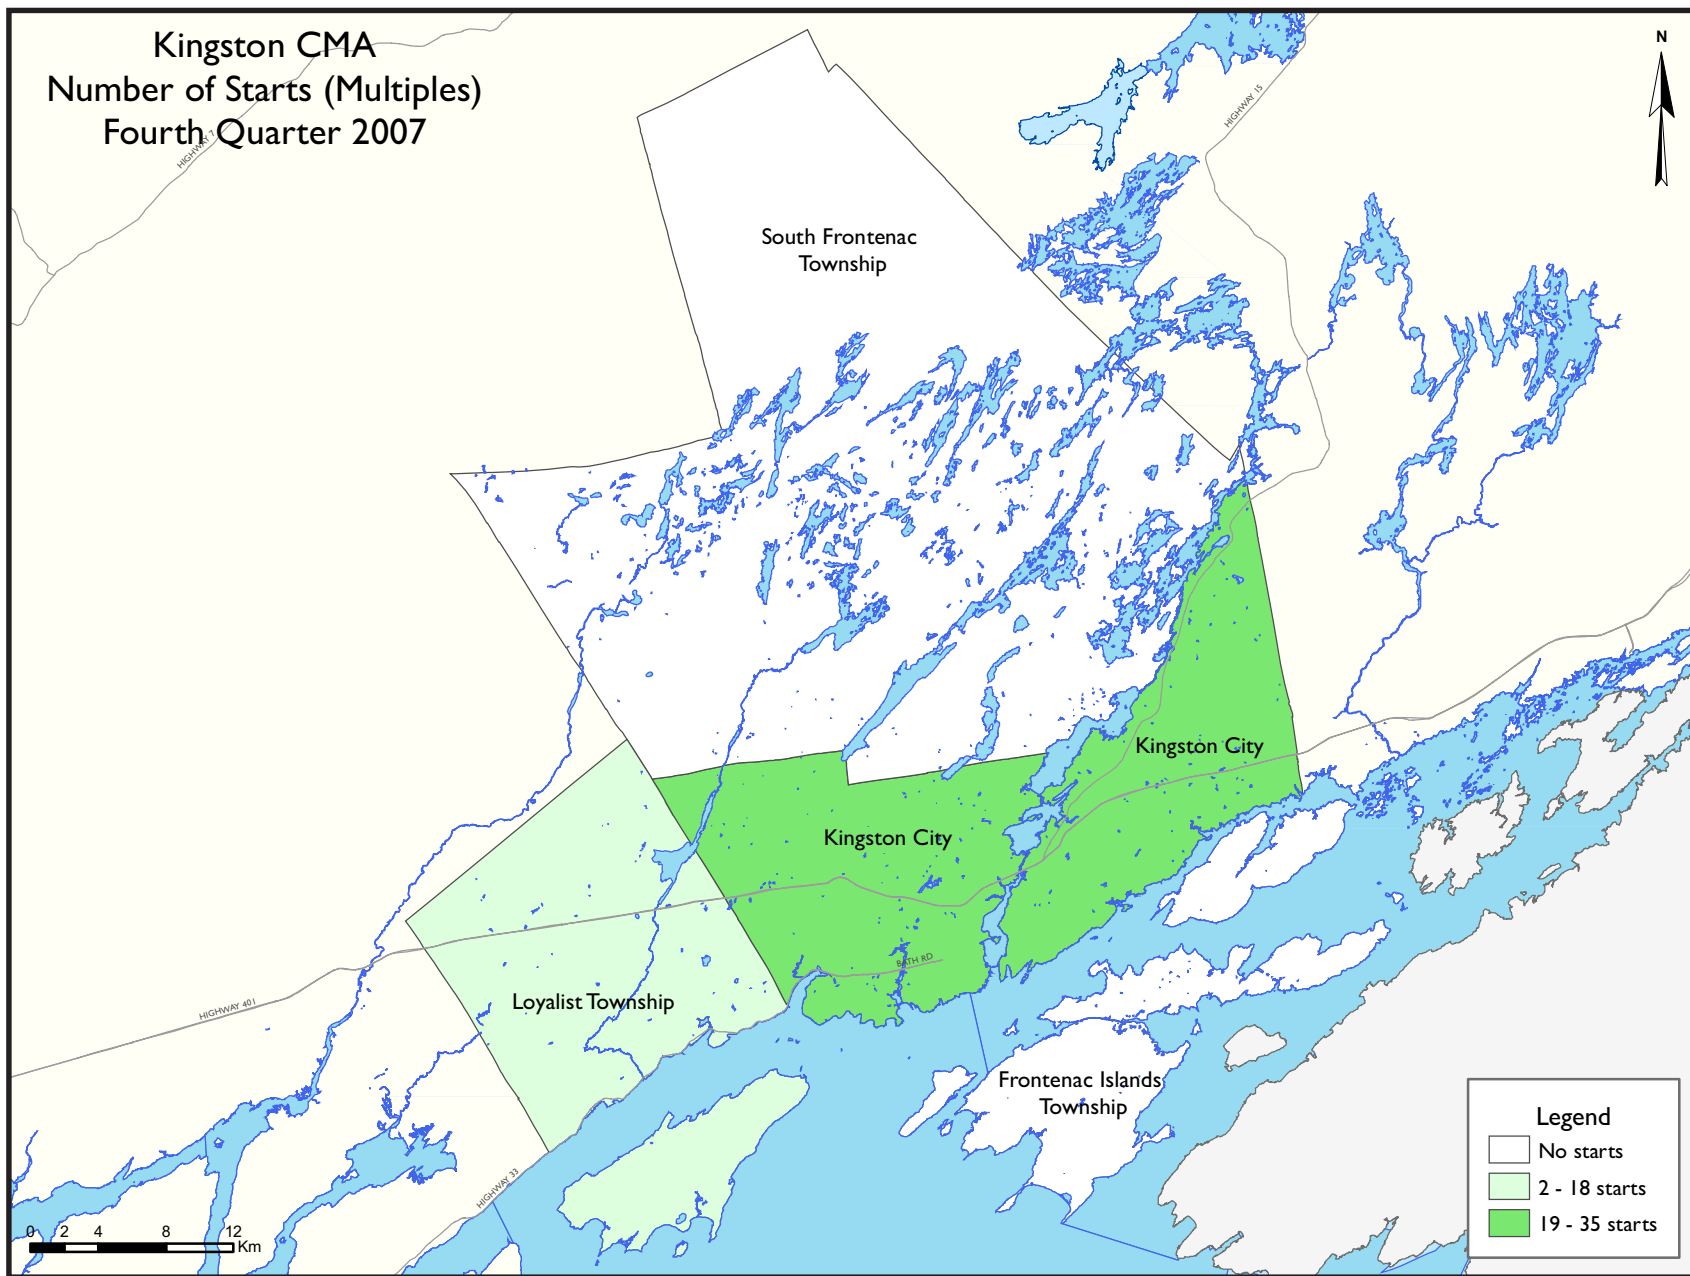 Kingston CMA
Number of Starts (Multiples)
Fourth Quarter 2007
HIGHWAY 7
HIGHWAY 15
N
South Frontenac
Township
Kingston City
Kingston City
BATH RD
Loyalist Township
HIGHWAY 401
Frontenac Islands
Township
HIGHWAY 33
0 2 4 8 12
Km
Legend
No starts
2 - 18 starts
19 - 35 starts